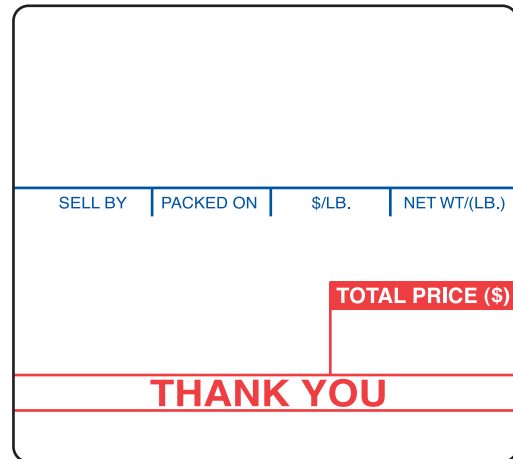 SELL BY PACKED ON $/LB. NET WT/(LB.)
TOTAL PRICE ($)
THANK YOU